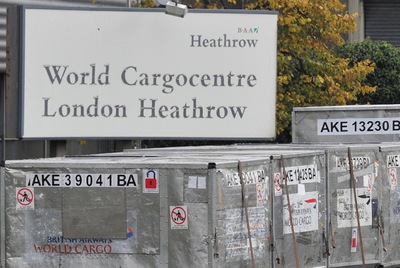 BAA
Heathrow
World Cargocentre
London Heathrow
AKE 13230 BA
AKE 39041 BA
BRITISH AIRWAYS
WORLD CARGO